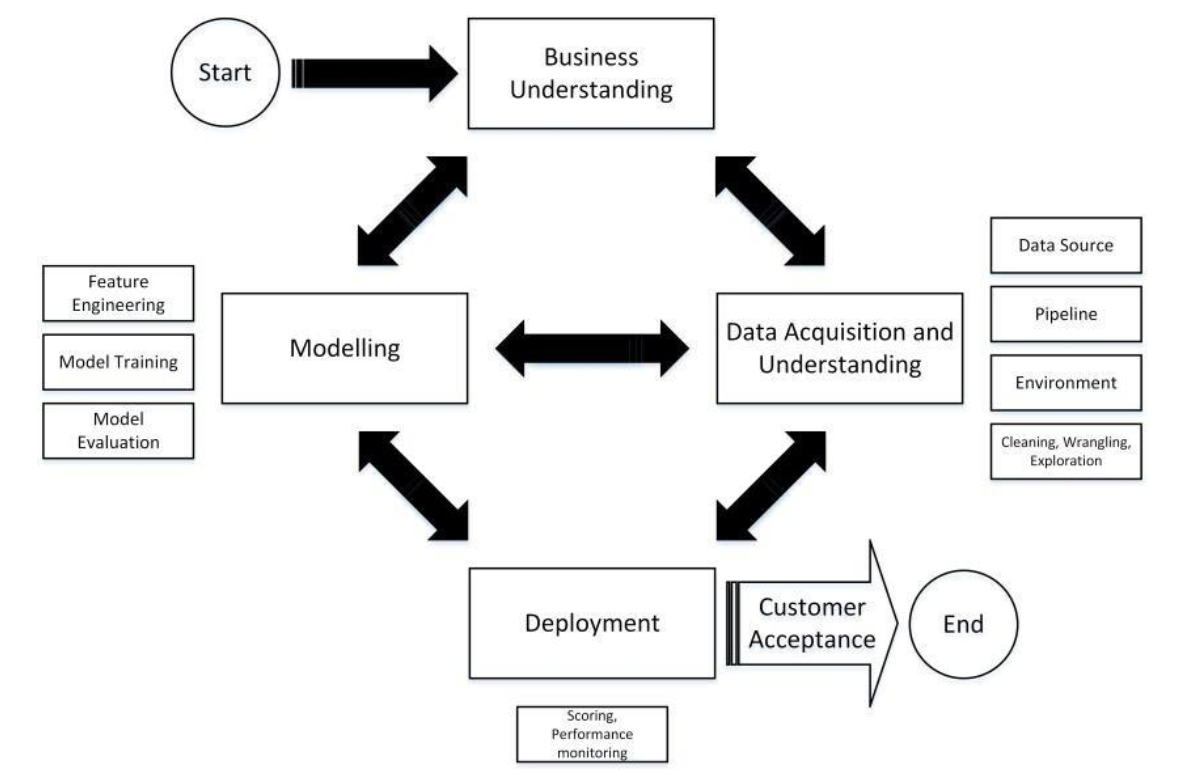 Start
Business
Understanding
Feature
Engineering
Model Training
Model
Evaluation
Modelling
Data Acquisition and
Understanding
Data Source
Pipeline
Environment
Cleaning, Wrangling,
Exploration
Deployment
Customer
Acceptance
End
Scoring,
Performance
monitoring